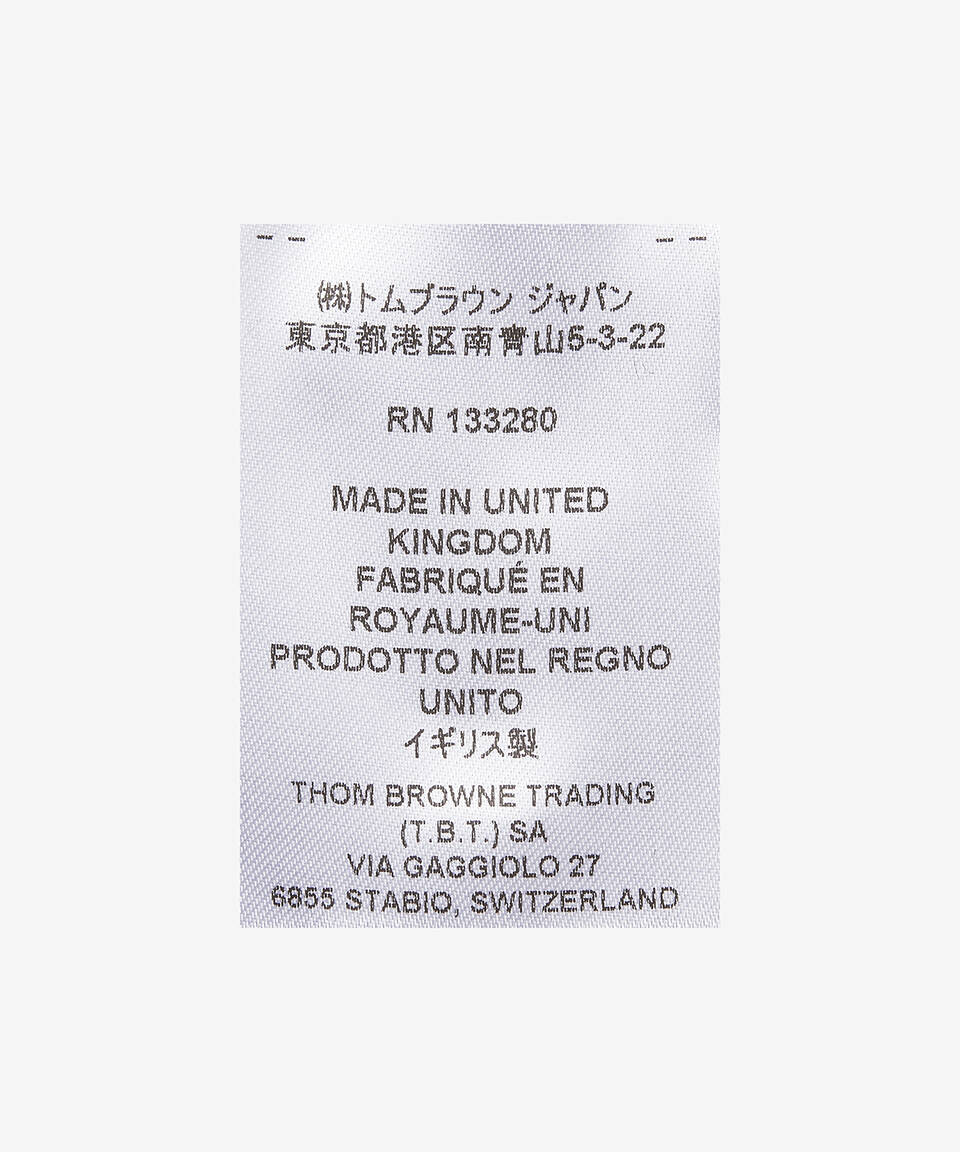 ㈱トムブラウン ジャパン
東京都港区南青山5-3-22
RN 133280
MADE IN UNITED
KINGDOM
FABRIQUÉ EN
ROYAUME-UNI
PRODOTTO NEL REGNO
UNITO
イギリス製
THOM BROWNE TRADING
(T.B.T.) SA
VIA GAGGIOLO 27
6855 STABIO, SWITZERLAND